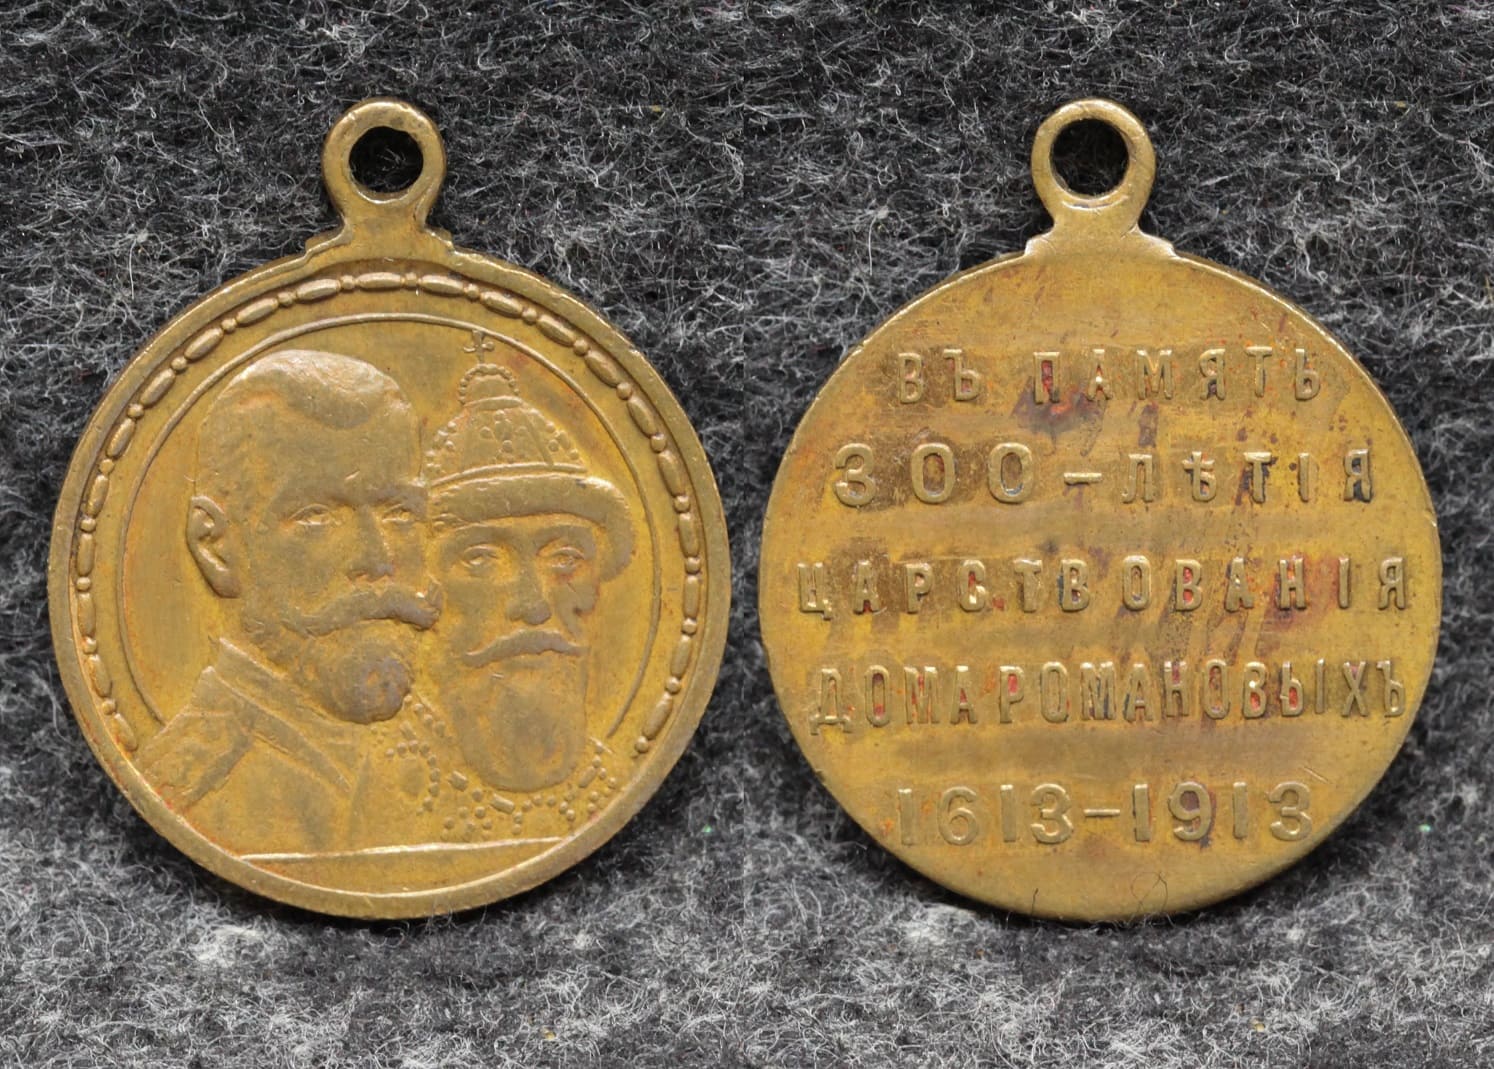 ВЪ ПАМЯТЬ
300-ЛѢТІЯ
ЦАРСТВОВАНІЯ
ДОМА РОМАНОВЫХЪ
1613-1913